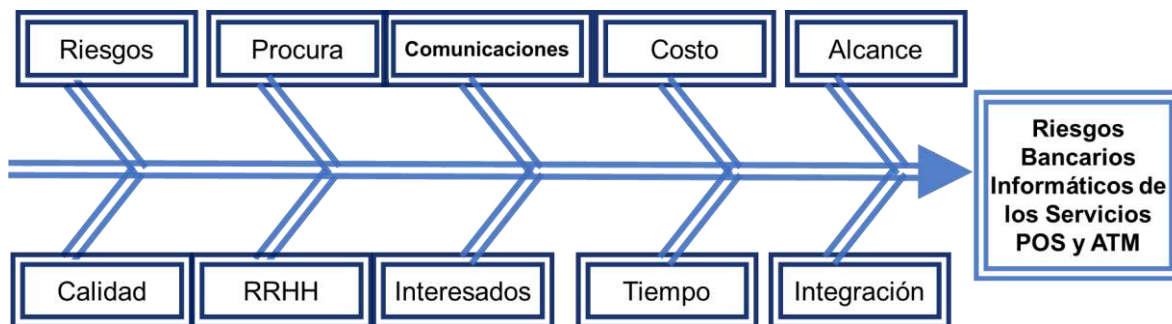 Riesgos
Procura
Comunicaciones
Costo
Alcance
Riesgos
Bancarios
Informáticos de
los Servicios
POS y ATM
Calidad
RRHH
Interesados
Tiempo
Integración